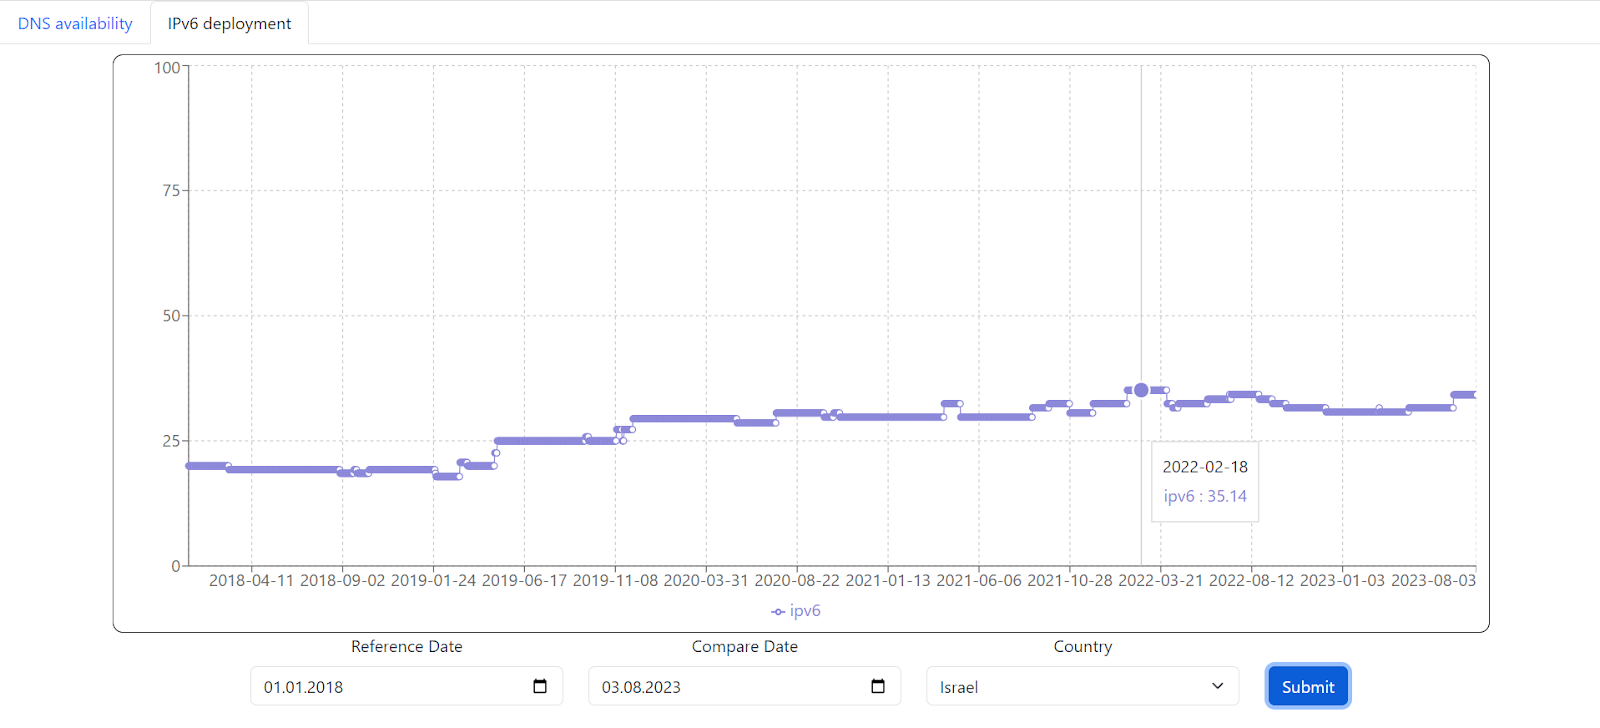 DNS availability IPv6 deployment
100
75
50
25
2022-02-18
ipv6 : 35.14
0
2018-04-11 2018-09-02 2019-01-24 2019-06-17 2019-11-08 2020-03-31 2020-08-22 2021-01-13 2021-06-06 2021-10-28 2022-03-21 2022-08-12 2023-01-03 2023-08-03
ipv6
Reference Date Compare Date Country
01.01.2018 03.08.2023 Israel Submit